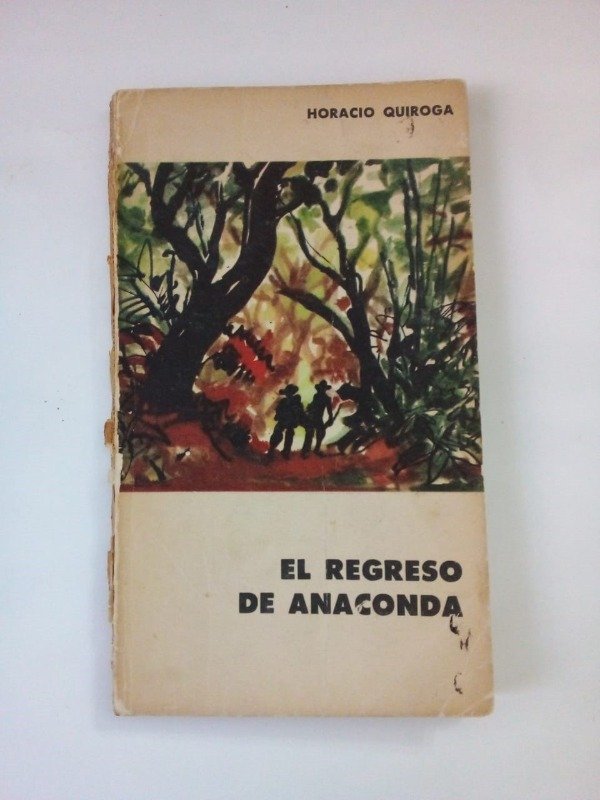 HORACIO QUIROGA
EL REGRESO
DE ANACONDA